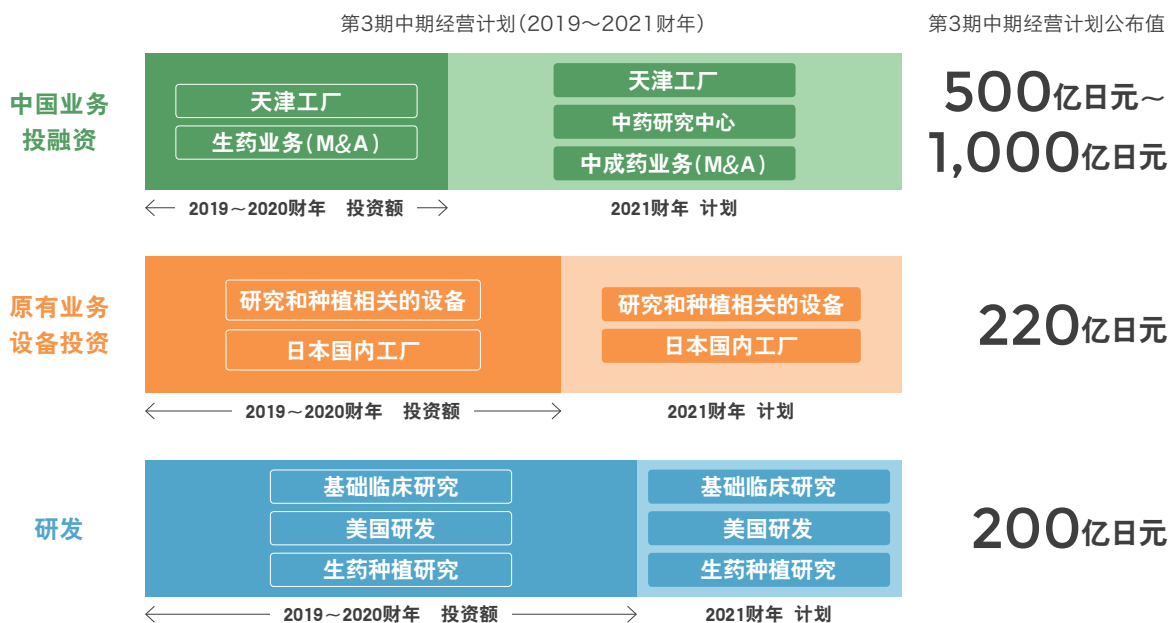 第3期中期经营计划(2019～2021财年)
第3期中期经营计划公布值
中国业务
投融资
天津工厂
生药业务(M&A)
天津工厂
中药研究中心
中成药业务(M&A)
500亿日元～
1,000亿日元
2019～2020财年 投资额
2021财年 计划
原有业务
设备投资
研究和种植相关的设备
日本国内工厂
研究和种植相关的设备
日本国内工厂
220亿日元
2019～2020财年 投资额
2021财年 计划
研发
基础临床研究
美国研发
生药种植研究
基础临床研究
美国研发
生药种植研究
200亿日元
2019～2020财年 投资额
2021财年 计划